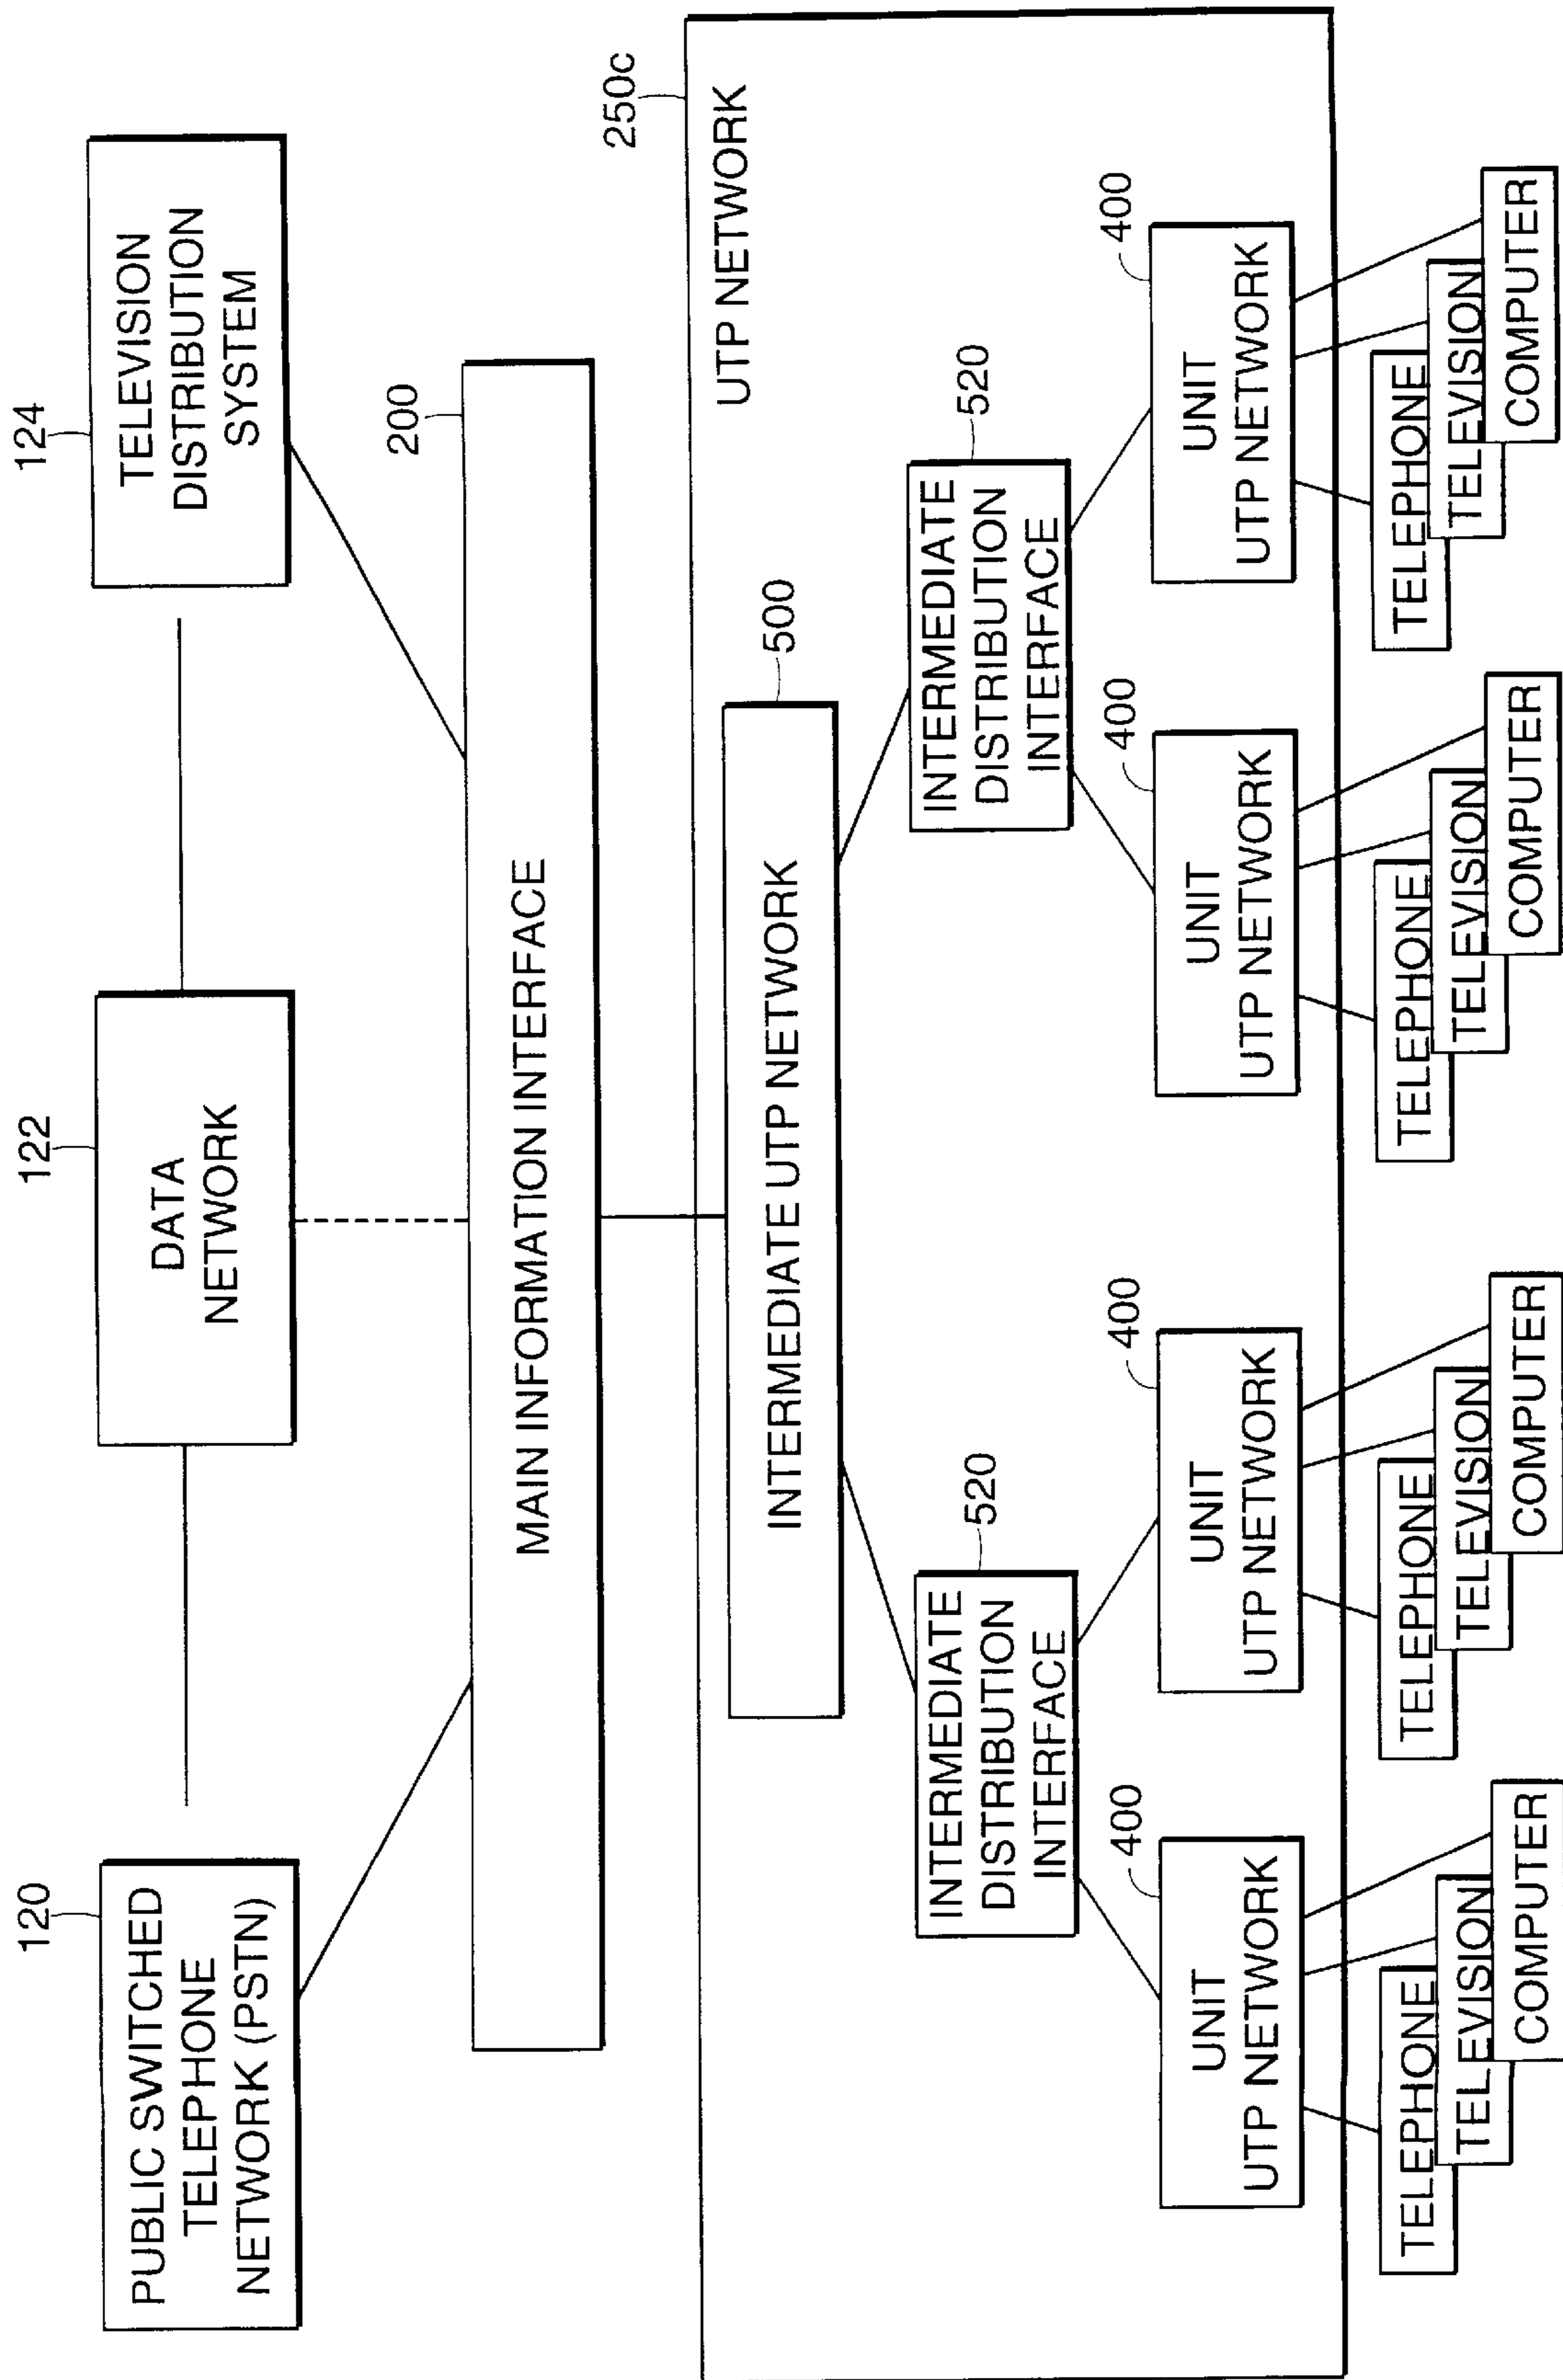 120
PUBLIC SWITCHED
TELEPHONE
NETWORK (PSTN)
122
DATA
NETWORK
124
TELEVISION
DISTRIBUTION
SYSTEM
200
MAIN INFORMATION INTERFACE
250c
UTP NETWORK
500
INTERMEDIATE UTP NETWORK
520
INTERMEDIATE
DISTRIBUTION
INTERFACE
520
INTERMEDIATE
DISTRIBUTION
INTERFACE
400
UNIT
UTP NETWORK
400
UNIT
UTP NETWORK
400
UNIT
UTP NETWORK
400
UNIT
UTP NETWORK
TELEPHONE
TELEVISION
COMPUTER
TELEPHONE
TELEVISION
COMPUTER
TELEPHONE
TELEVISION
COMPUTER
TELEPHONE
TELEVISION
COMPUTER